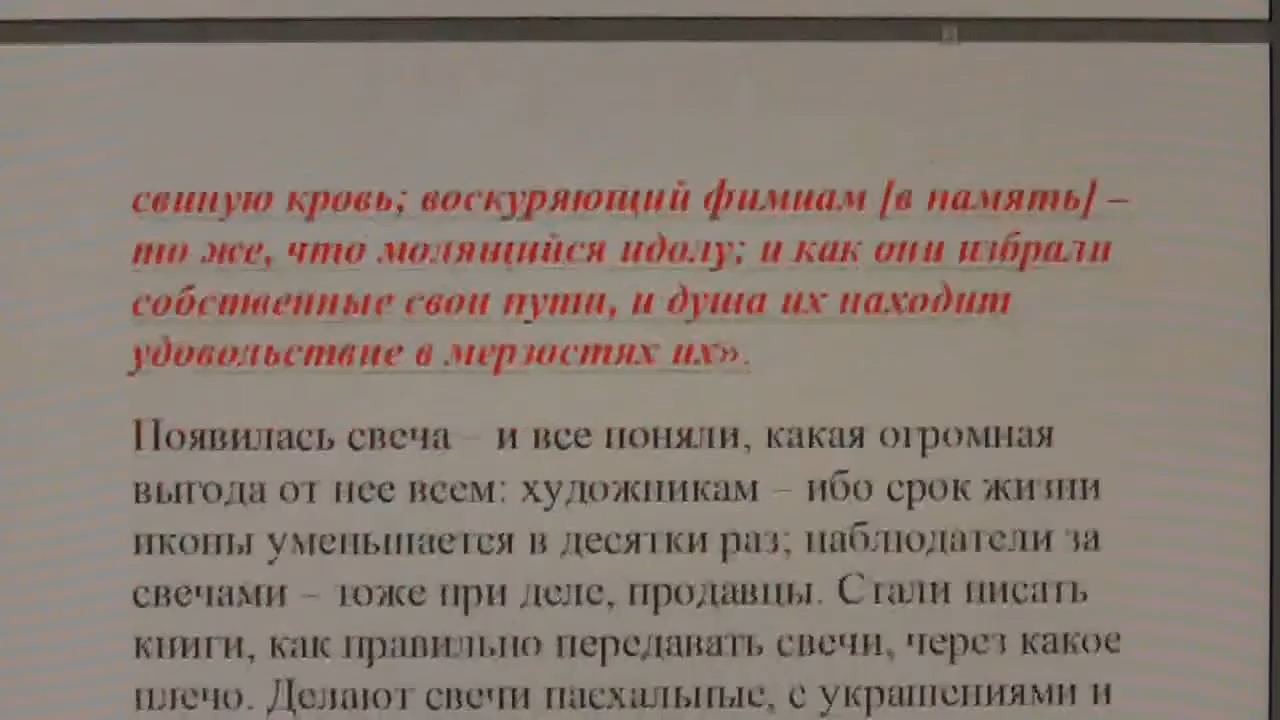 свиную кровь; воскуряющий фимиам [в память] –
то же, что молящийся идолу; и как они избрали
собственные свои пути, и душа их находит
удовольствие в мерзостях их».
Появилась свеча – и все поняли, какая огромная
выгода от нее всем: художникам – ибо срок жизни
иконы уменьшается в десятки раз; наблюдатели за
свечами – тоже при деле, продавцы. Стали писать
книги, как правильно передавать свечи, через какое
плечо. Делают свечи пасхальные, с украшениями и